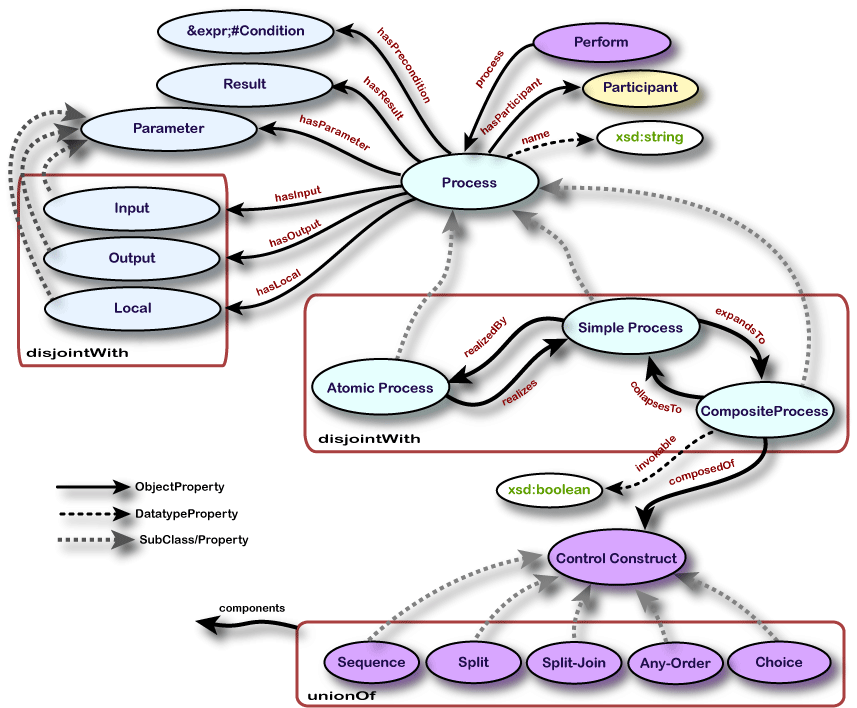 &expr;#Condition
Perform
hasPrecondition
process
Result
hasResult
hasParticipant
Participant
Parameter
hasParameter
name
xsd:string
Process
Input
hasInput
Output
hasOutput
Local
hasLocal
disjointWith
realizedBy
Simple Process
expandsTo
Atomic Process
realizes
collapsesTo
CompositeProcess
disjointWith
invokable
composedOf
xsd:boolean
ObjectProperty
DatatypeProperty
SubClass/Property
Control Construct
components
Sequence
Split
Split-Join
Any-Order
Choice
unionOf